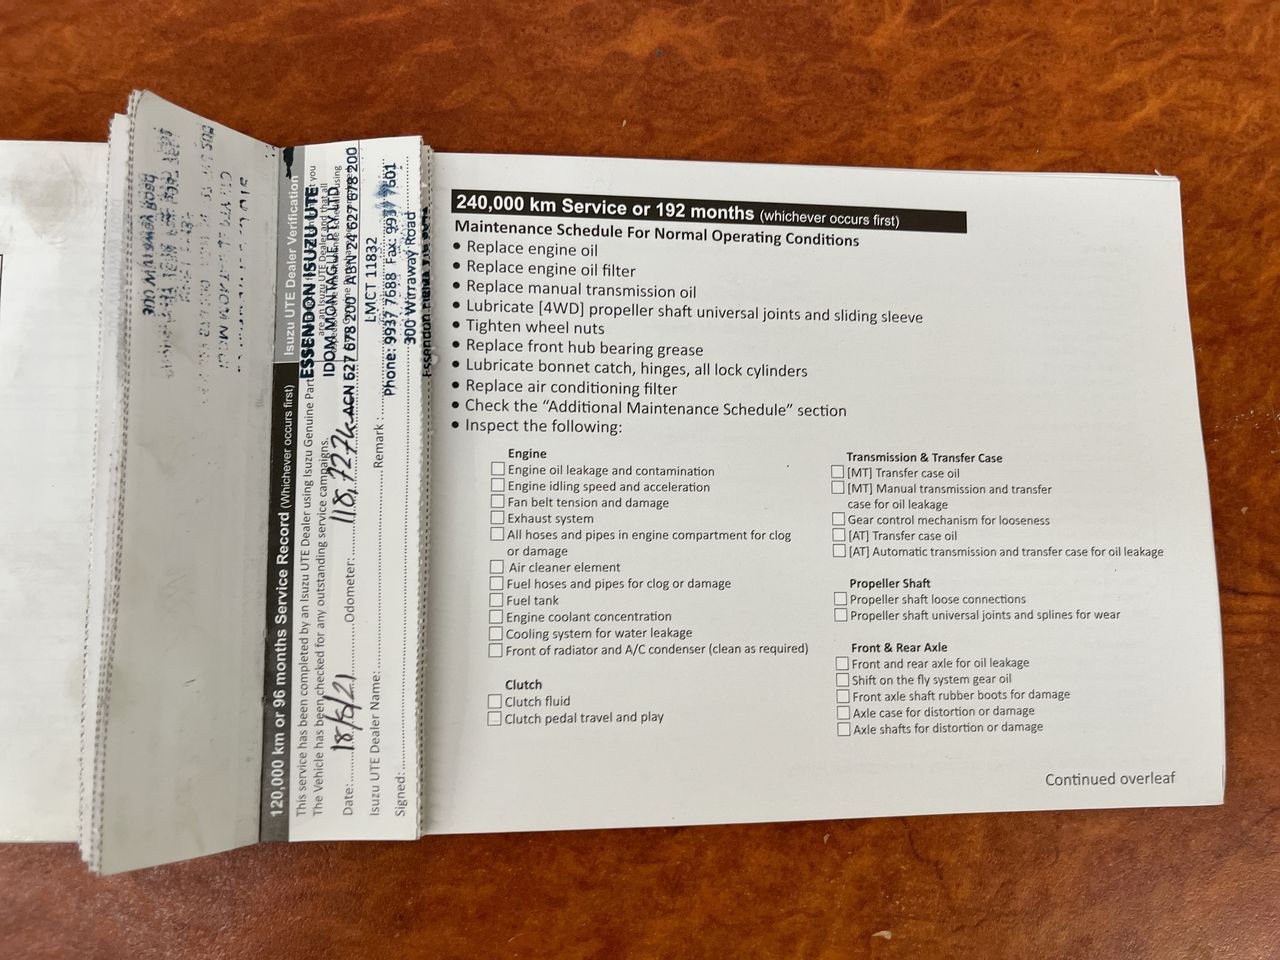 120,000 km or 96 months Service Record (Whichever occurs first)
Isuzu UTE Dealer Verification
This service has been completed by an Isuzu UTE Dealer using Isuzu Genuine Part
The Vehicle has been checked for any outstanding service campaigns.
Date: 18/6/21 Odometer: 118,727k
Isuzu UTE Dealer Name: Remark :
Signed:
ESSENDON ISUZU UTE
IDOM MONTAGUE PTY LTD
ACN 627 678 200 ABN 24 627 678 200
LMCT 11832
Phone: 9937 7688 Fax: 9937 7601
300 Wirraway Road
Essendon
240,000 km Service or 192 months (whichever occurs first)
Maintenance Schedule For Normal Operating Conditions
• Replace engine oil
• Replace engine oil filter
• Replace manual transmission oil
• Lubricate [4WD] propeller shaft universal joints and sliding sleeve
• Tighten wheel nuts
• Replace front hub bearing grease
• Lubricate bonnet catch, hinges, all lock cylinders
• Replace air conditioning filter
• Check the “Additional Maintenance Schedule” section
• Inspect the following:
Engine
Engine oil leakage and contamination
Engine idling speed and acceleration
Fan belt tension and damage
Exhaust system
All hoses and pipes in engine compartment for clog
or damage
Air cleaner element
Fuel hoses and pipes for clog or damage
Fuel tank
Engine coolant concentration
Cooling system for water leakage
Front of radiator and A/C condenser (clean as required)
Clutch
Clutch fluid
Clutch pedal travel and play
Transmission & Transfer Case
[MT] Transfer case oil
[MT] Manual transmission and transfer
case for oil leakage
Gear control mechanism for looseness
[AT] Transfer case oil
[AT] Automatic transmission and transfer case for oil leakage
Propeller Shaft
Propeller shaft loose connections
Propeller shaft universal joints and splines for wear
Front & Rear Axle
Front and rear axle for oil leakage
Shift on the fly system gear oil
Front axle shaft rubber boots for damage
Axle case for distortion or damage
Axle shafts for distortion or damage
Continued overleaf